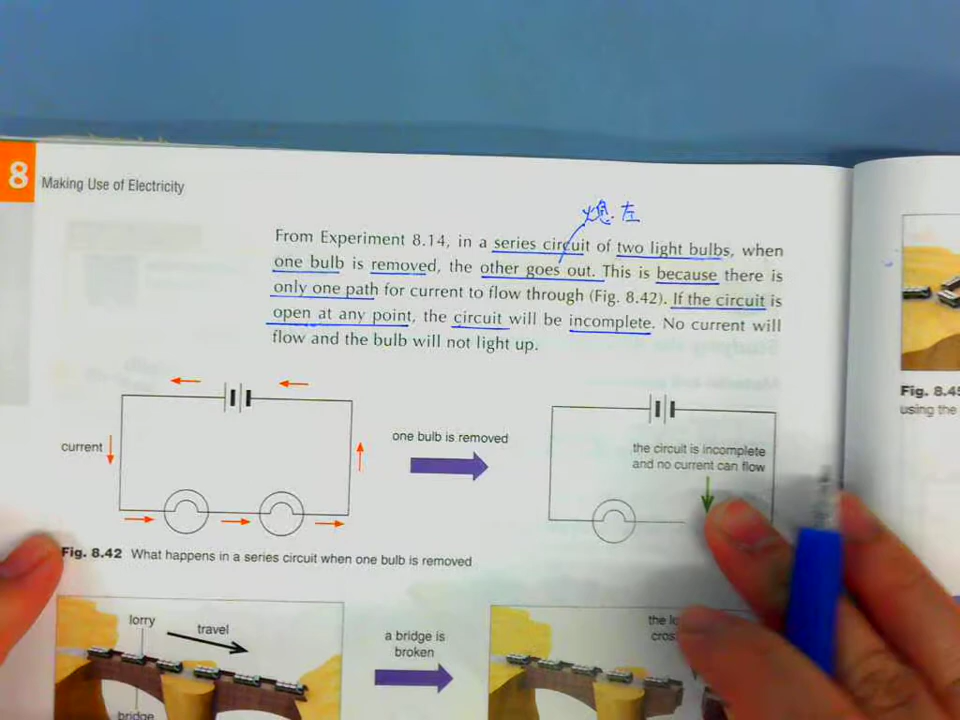 8
Making Use of Electricity
熄左
From Experiment 8.14, in a series circuit of two light bulbs, when
one bulb is removed, the other goes out. This is because there is
only one path for current to flow through (Fig. 8.42). If the circuit is
open at any point, the circuit will be incomplete. No current will
flow and the bulb will not light up.
current
one bulb is removed
the circuit is incomplete
and no current can flow
Fig. 8.42 What happens in a series circuit when one bulb is removed
lorry
travel
bridge
a bridge is
broken
the
Fig. 8.4
using the